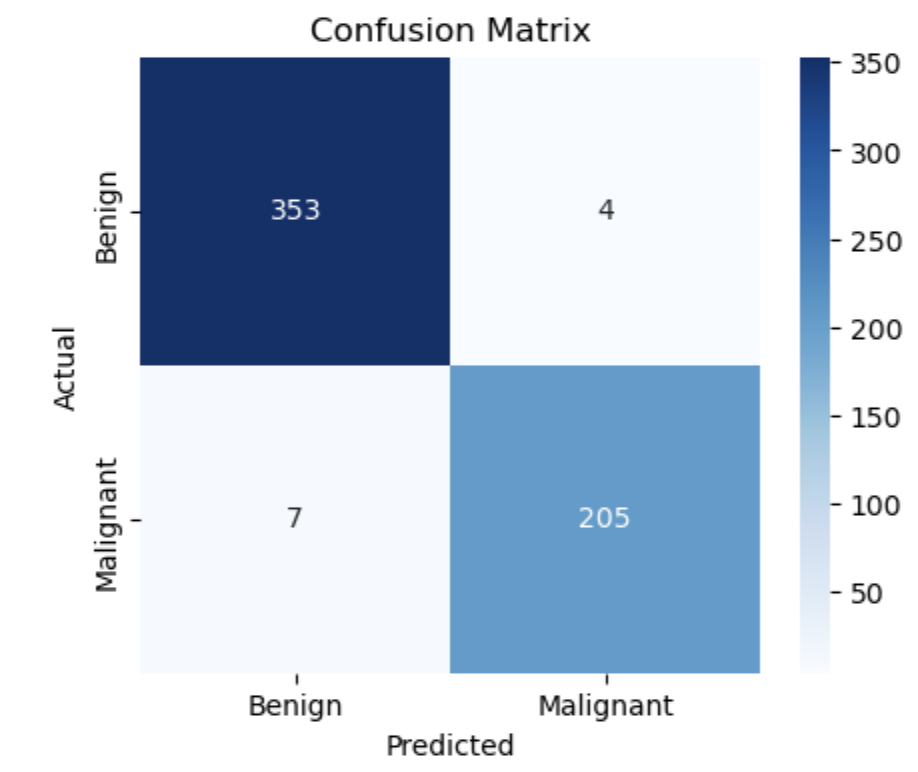 Confusion Matrix
Actual
Benign
353
4
Malignant
7
205
Benign
Malignant
Predicted
350
300
250
200
150
100
50